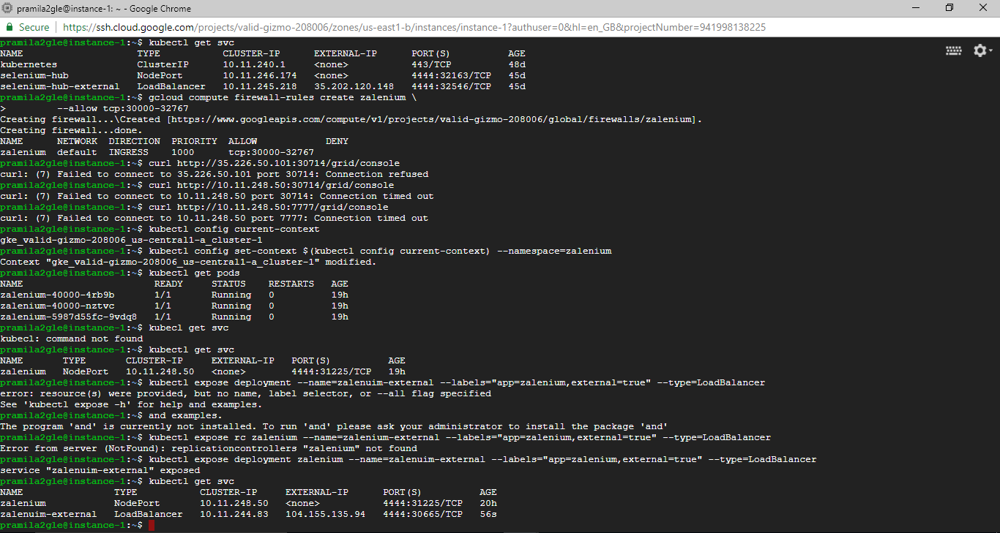 pramila2gle@instance-1: ~ - Google Chrome
Secure https://ssh.cloud.google.com/projects/valid-gizmo-208006/zones/us-east1-b/instances/instance-1?authuser=0&hl=en_GB&projectNumber=941998138225
pramila2gle@instance-1:~$ kubectl get svc
NAME TYPE CLUSTER-IP EXTERNAL-IP PORT(S) AGE
kubernetes ClusterIP 10.11.240.1 <none> 443/TCP 48d
selenium-hub NodePort 10.11.246.174 <none> 4444:32163/TCP 45d
selenium-hub-external LoadBalancer 10.11.245.218 35.202.120.148 4444:32546/TCP 45d
pramila2gle@instance-1:~$ gcloud compute firewall-rules create zalenium \
> --allow tcp:30000-32767
Creating firewall...\Created [https://www.googleapis.com/compute/v1/projects/valid-gizmo-208006/global/firewalls/zalenium].
Creating firewall...done.
NAME NETWORK DIRECTION PRIORITY ALLOW DENY
zalenium default INGRESS 1000 tcp:30000-32767
pramila2gle@instance-1:~$ curl http://35.226.50.101:30714/grid/console
curl: (7) Failed to connect to 35.226.50.101 port 30714: Connection refused
pramila2gle@instance-1:~$ curl http://10.11.248.50:30714/grid/console
curl: (7) Failed to connect to 10.11.248.50 port 30714: Connection timed out
pramila2gle@instance-1:~$ curl http://10.11.248.50:7777/grid/console
curl: (7) Failed to connect to 10.11.248.50 port 7777: Connection timed out
pramila2gle@instance-1:~$ kubectl config current-context
gke_valid-gizmo-208006_us-central1-a_cluster-1
pramila2gle@instance-1:~$ kubectl config set-context $(kubectl config current-context) --namespace=zalenium
Context "gke_valid-gizmo-208006_us-central1-a_cluster-1" modified.
pramila2gle@instance-1:~$ kubectl get pods
NAME READY STATUS RESTARTS AGE
zalenium-40000-4rb9b 1/1 Running 0 19h
zalenium-40000-nztvc 1/1 Running 0 19h
zalenium-5987d55fc-9vdq8 1/1 Running 0 19h
pramila2gle@instance-1:~$ kubecl get svc
kubecl: command not found
pramila2gle@instance-1:~$ kubectl get svc
NAME TYPE CLUSTER-IP EXTERNAL-IP PORT(S) AGE
zalenium NodePort 10.11.248.50 <none> 4444:31225/TCP 19h
pramila2gle@instance-1:~$ kubectl expose deployment --name=zalenuim-external --labels="app=zalenium,external=true" --type=LoadBalancer
error: resource(s) were provided, but no name, label selector, or --all flag specified
See 'kubectl expose -h' for help and examples.
pramila2gle@instance-1:~$ and examples.
The program 'and' is currently not installed. To run 'and' please ask your administrator to install the package 'and'
pramila2gle@instance-1:~$ kubectl expose rc zalenium --name=zalenium-external --labels="app=zalenium,external=true" --type=LoadBalancer
Error from server (NotFound): replicationcontrollers "zalenium" not found
pramila2gle@instance-1:~$ kubectl expose deployment zalenium --name=zalenuim-external --labels="app=zalenium,external=true" --type=LoadBalancer
service "zalenuim-external" exposed
pramila2gle@instance-1:~$ kubectl get svc
NAME TYPE CLUSTER-IP EXTERNAL-IP PORT(S) AGE
zalenium NodePort 10.11.248.50 <none> 4444:31225/TCP 20h
zalenuim-external LoadBalancer 10.11.244.83 104.155.135.94 4444:30665/TCP 56s
pramila2gle@instance-1:~$